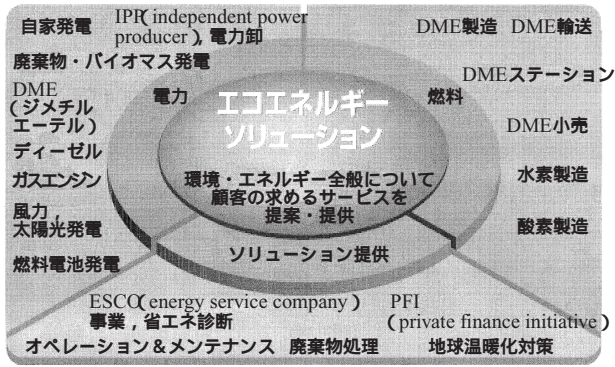 自家発電
IPP(independent power
producer), 電力卸
廃棄物・バイオマス発電
DME
(ジメチル
エーテル)
ディーゼル
ガスエンジン
風力,
太陽光発電
燃料電池発電
電力
エコエネルギー
ソリューション
環境・エネルギー全般について
顧客の求めるサービスを
提案・提供
燃料
DME製造 DME輸送
DMEステーション
DME小売
水素製造
酸素製造
ソリューション提供
ESCO(energy service company)
事業,省エネ診断
PFI
(private finance initiative)
オペレーション&メンテナンス 廃棄物処理 地球温暖化対策